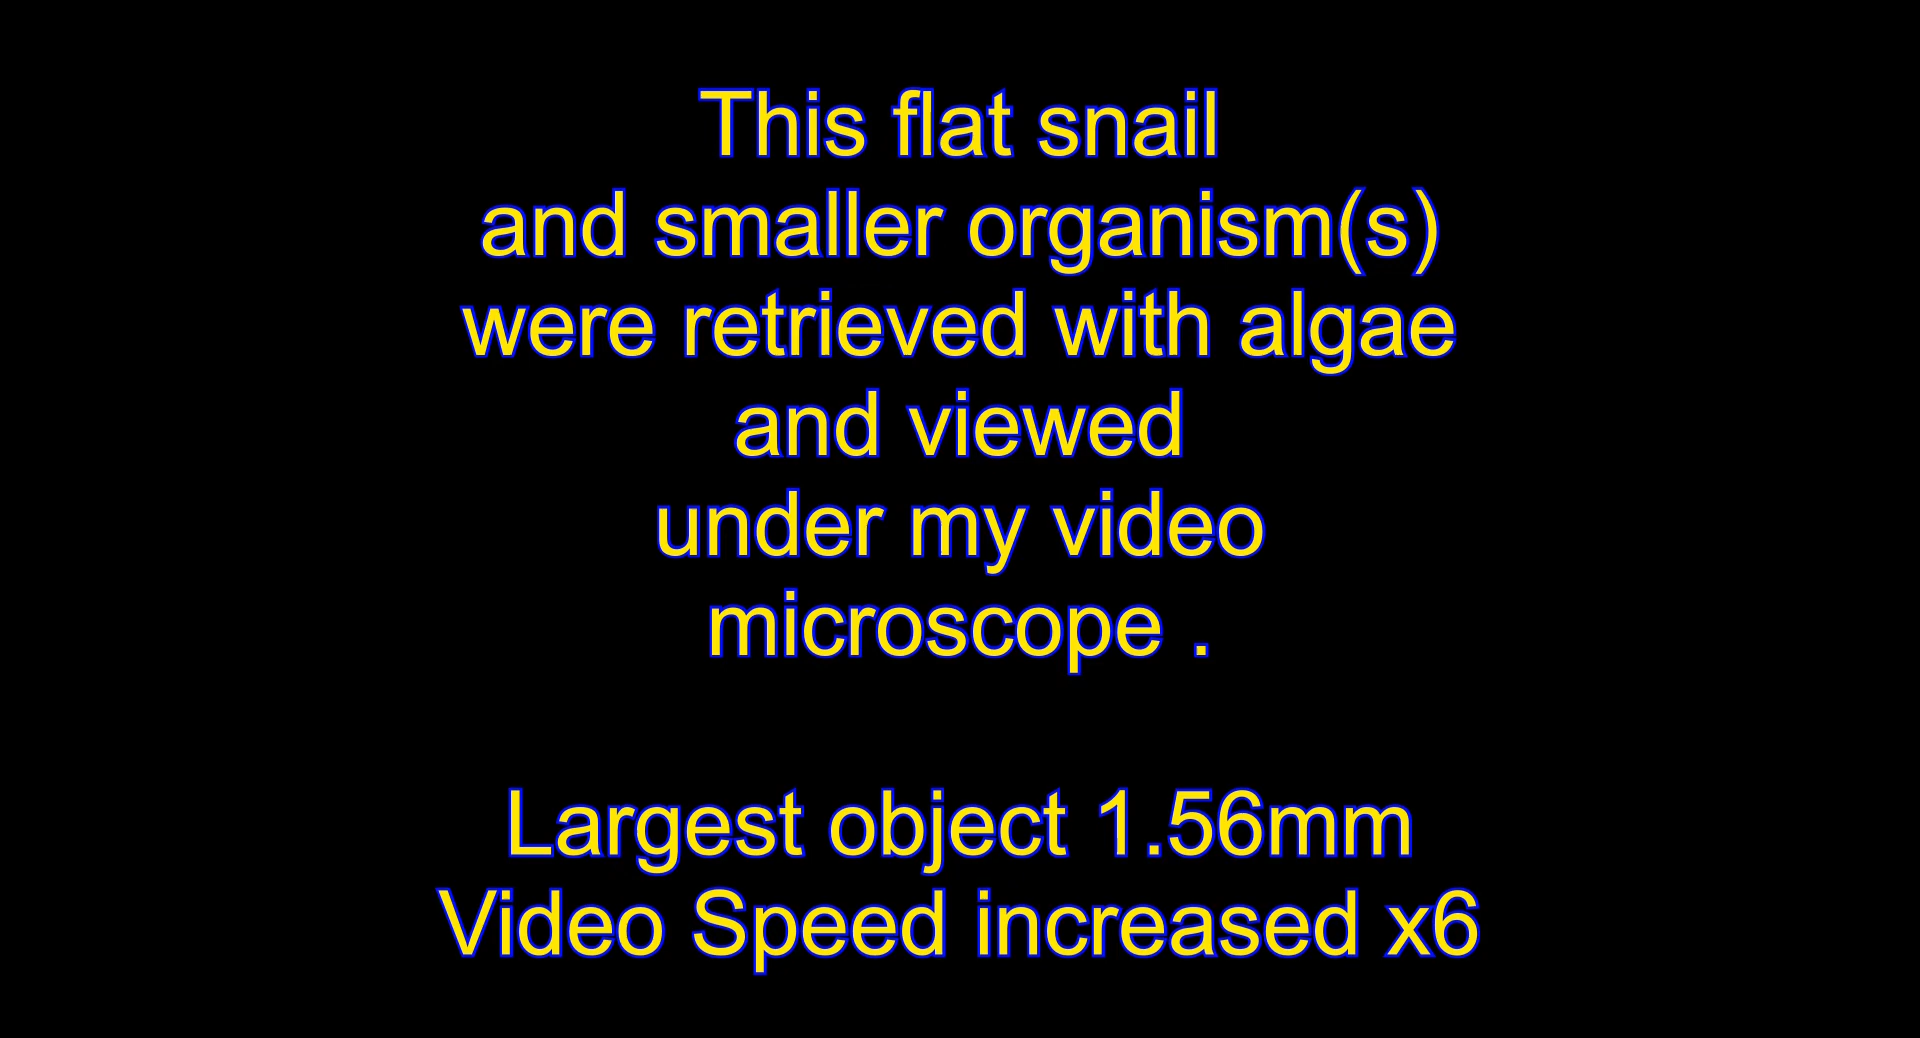 This flat snail
and smaller organism(s)
were retrieved with algae
and viewed
under my video
microscope .
Largest object 1.56mm
Video Speed increased x6